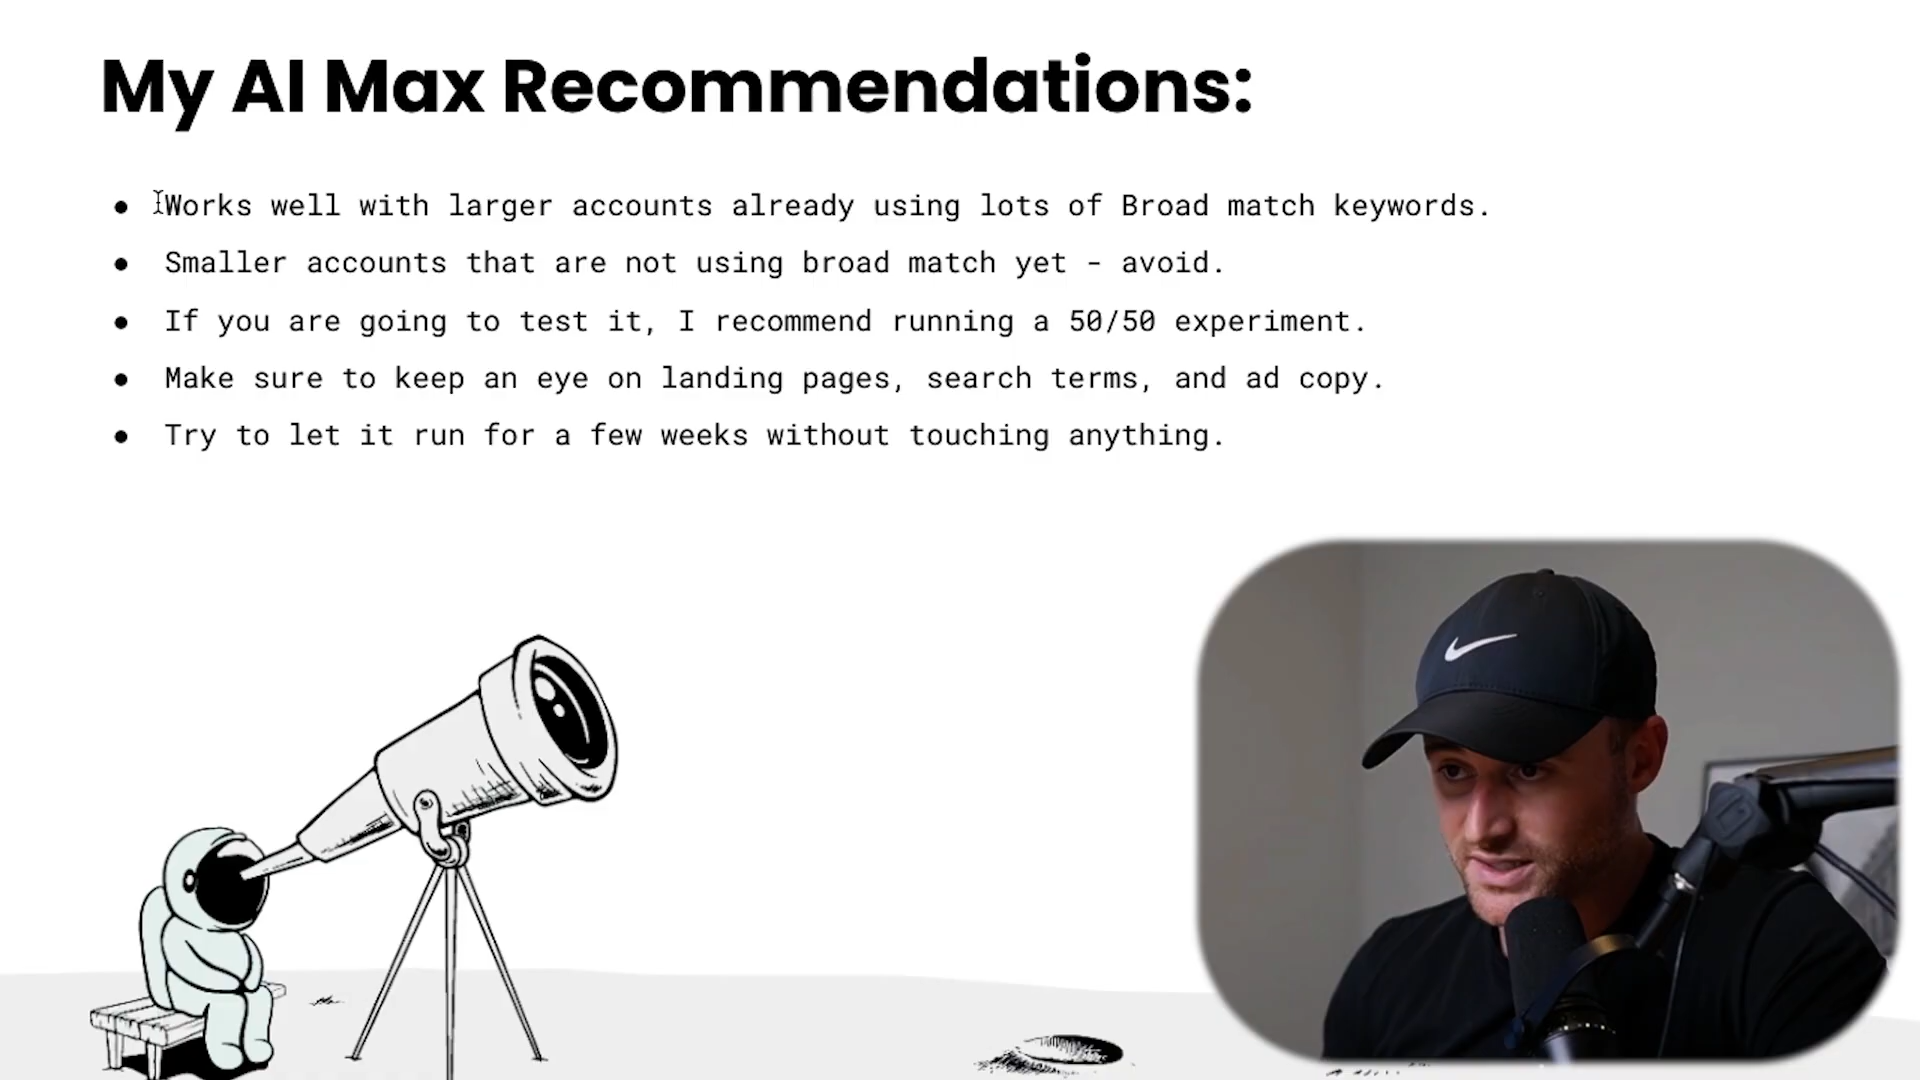 My AI Max Recommendations:
● Works well with larger accounts already using lots of Broad match keywords.
● Smaller accounts that are not using broad match yet - avoid.
● If you are going to test it, I recommend running a 50/50 experiment.
● Make sure to keep an eye on landing pages, search terms, and ad copy.
● Try to let it run for a few weeks without touching anything.